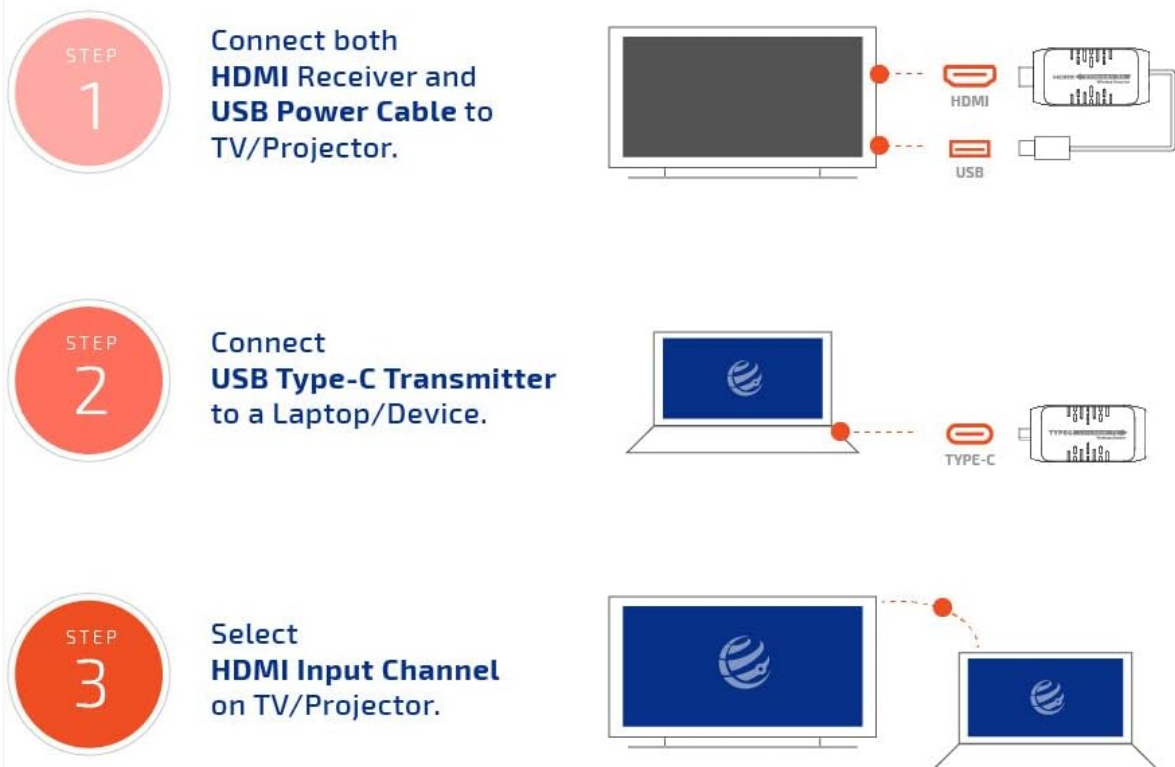 STEP
1
Connect both
HDMI Receiver and
USB Power Cable to
TV/Projector.
HDMI
USB
STEP
2
Connect
USB Type-C Transmitter
to a Laptop/Device.
TYPE-C
STEP
3
Select
HDMI Input Channel
on TV/Projector.